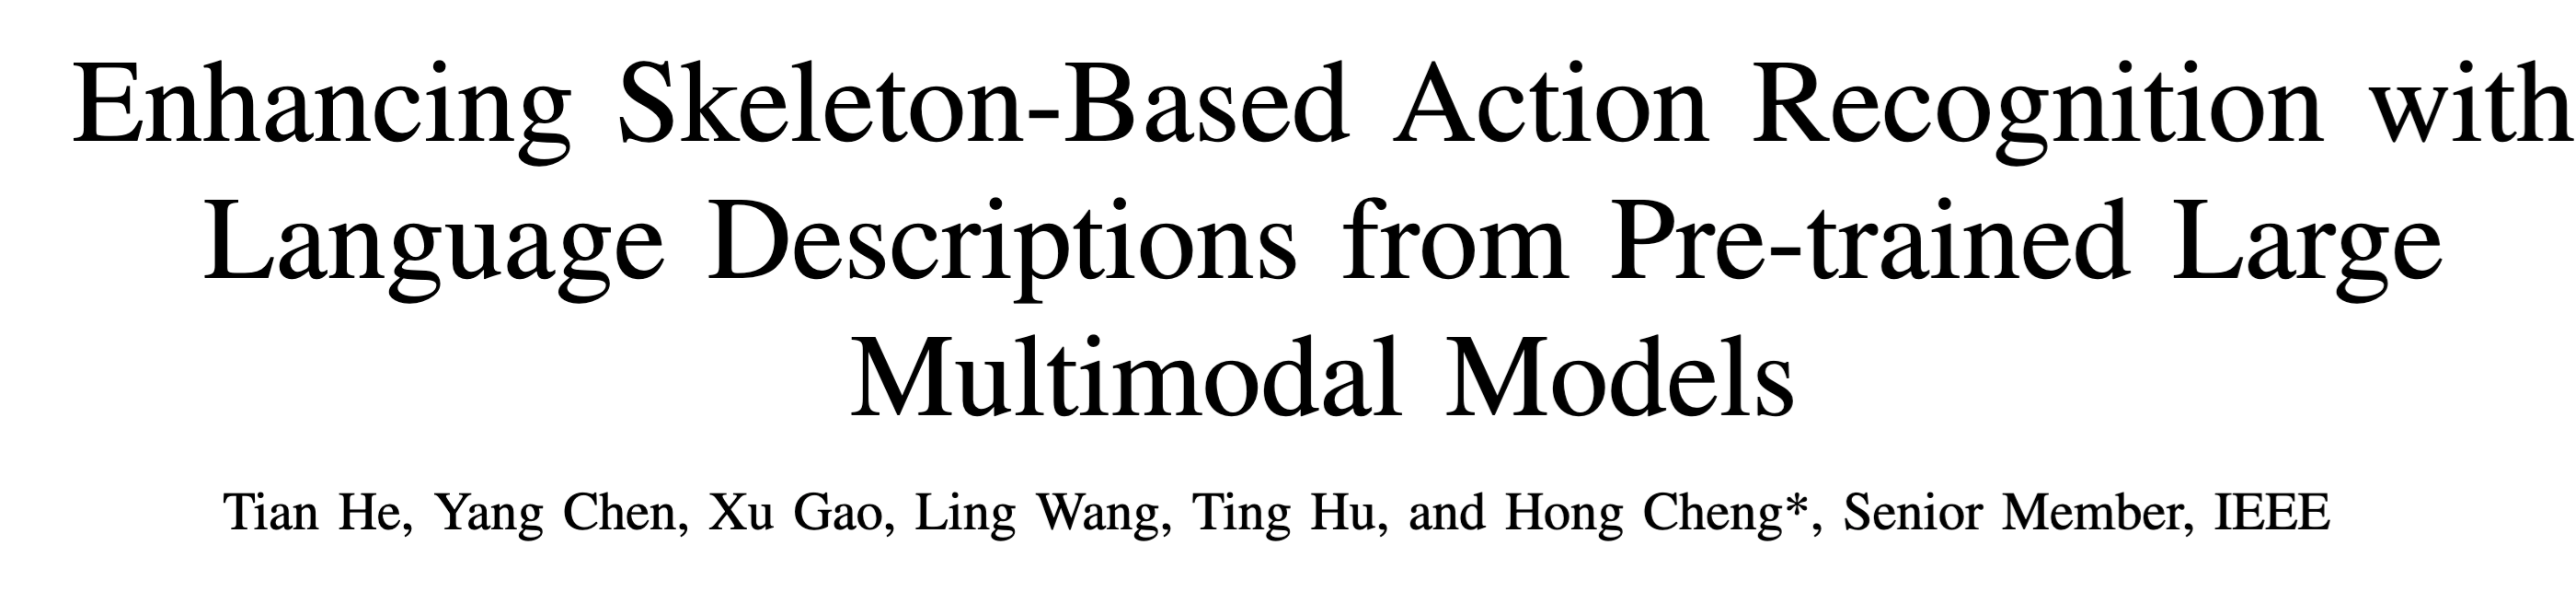 Enhancing Skeleton-Based Action Recognition with
Language Descriptions from Pre-trained Large
Multimodal Models
Tian He, Yang Chen, Xu Gao, Ling Wang, Ting Hu, and Hong Cheng*, Senior Member, IEEE